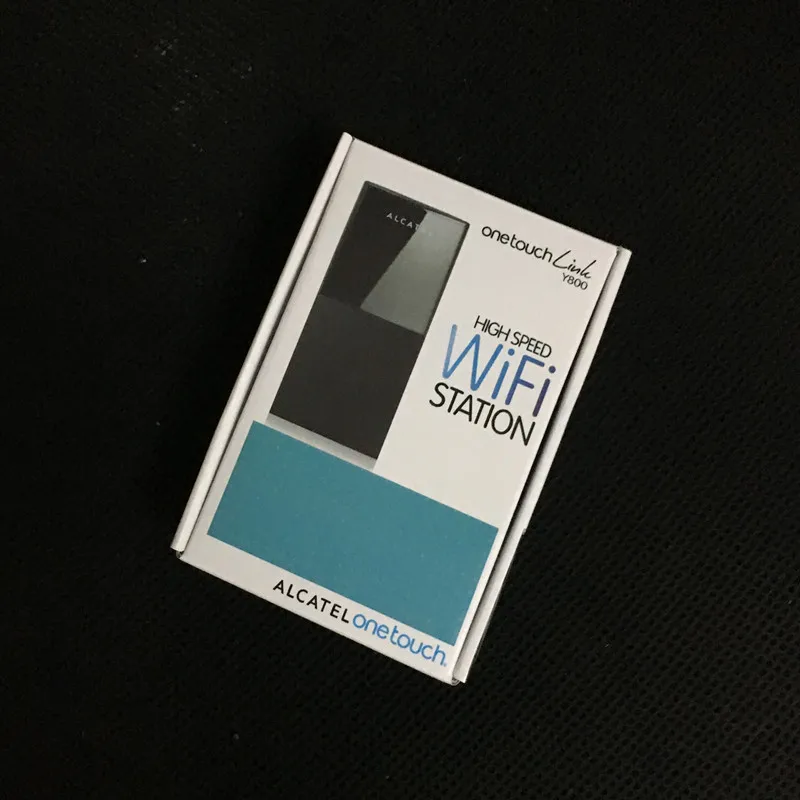 ALCATEL
onetouch Link
Y800
HIGH SPEED
WiFi
STATION
ALCATEL onetouch.